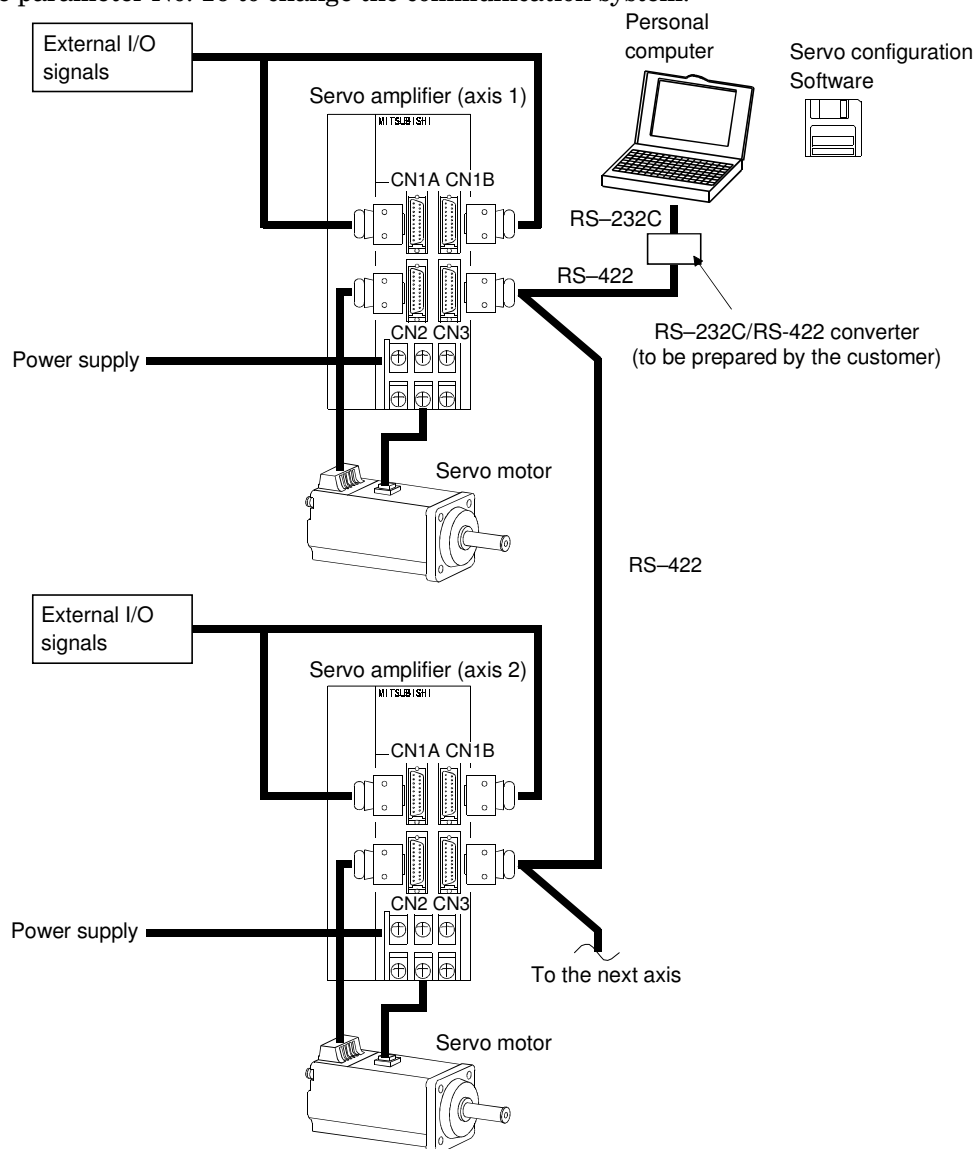 parameter No. 16 to change the communication system.
Personal
computer
Servo configuration
Software
External I/O
signals
Servo amplifier (axis 1)
MITSUBISHI
CN1A CN1B
RS–232C
RS–422
CN2 CN3
RS–232C/RS-422 converter
(to be prepared by the customer)
Power supply
Servo motor
RS–422
External I/O
signals
Servo amplifier (axis 2)
MITSUBISHI
CN1A CN1B
CN2 CN3
Power supply
To the next axis
Servo motor